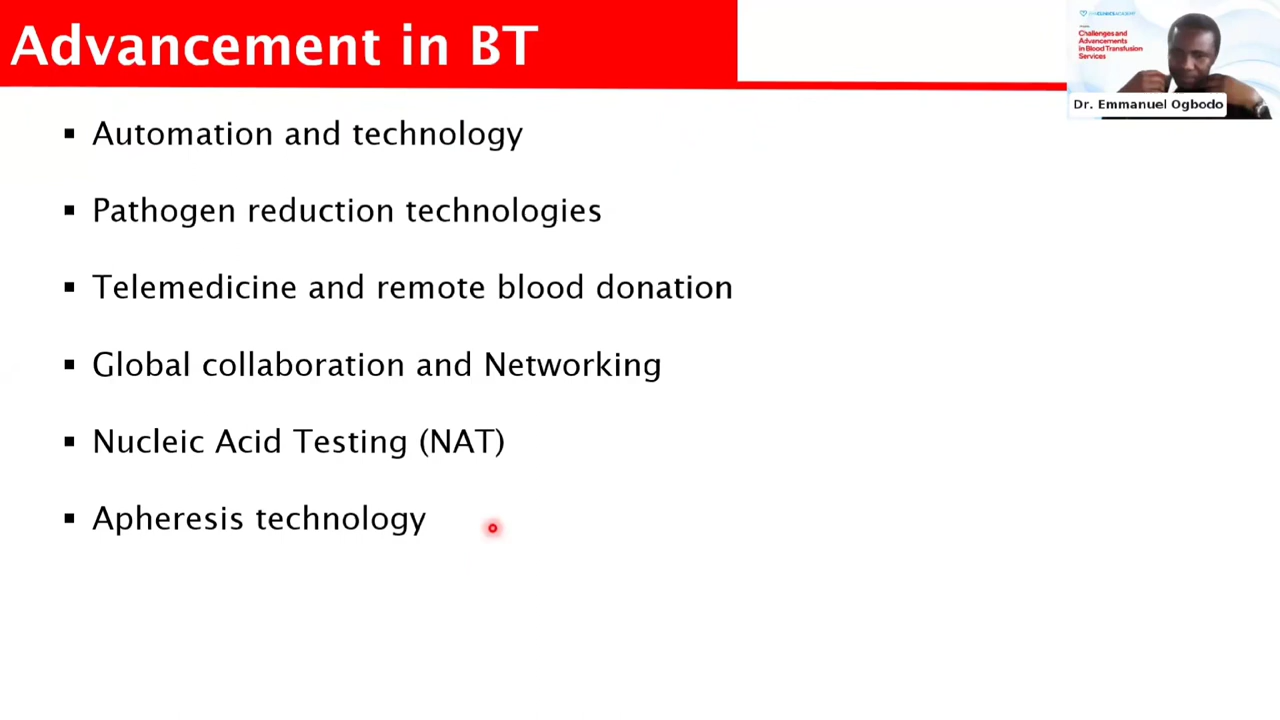 Advancement in BT
Challenges and
Advancements
in Blood Transfusion
Services
Dr. Emmanuel Ogbodo
▪ Automation and technology
▪ Pathogen reduction technologies
▪ Telemedicine and remote blood donation
▪ Global collaboration and Networking
▪ Nucleic Acid Testing (NAT)
▪ Apheresis technology